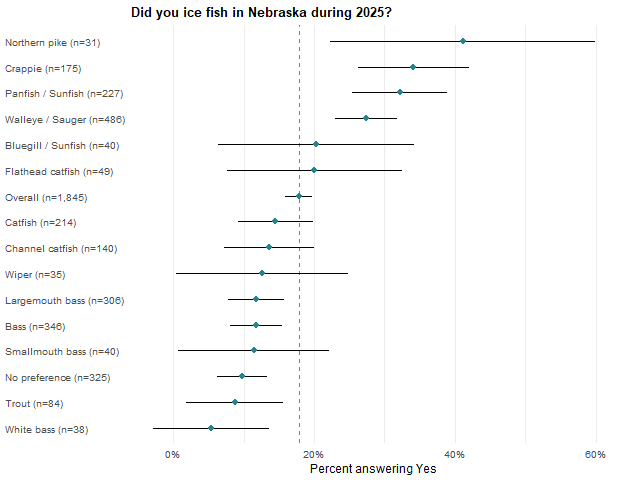 Did you ice fish in Nebraska during 2025?
Northern pike (n=31)
Crappie (n=175)
Panfish / Sunfish (n=227)
Walleye / Sauger (n=486)
Bluegill / Sunfish (n=40)
Flathead catfish (n=49)
Overall (n=1,845)
Catfish (n=214)
Channel catfish (n=140)
Wiper (n=35)
Largemouth bass (n=306)
Bass (n=346)
Smallmouth bass (n=40)
No preference (n=325)
Trout (n=84)
White bass (n=38)
0% 20% 40% 60%
Percent answering Yes